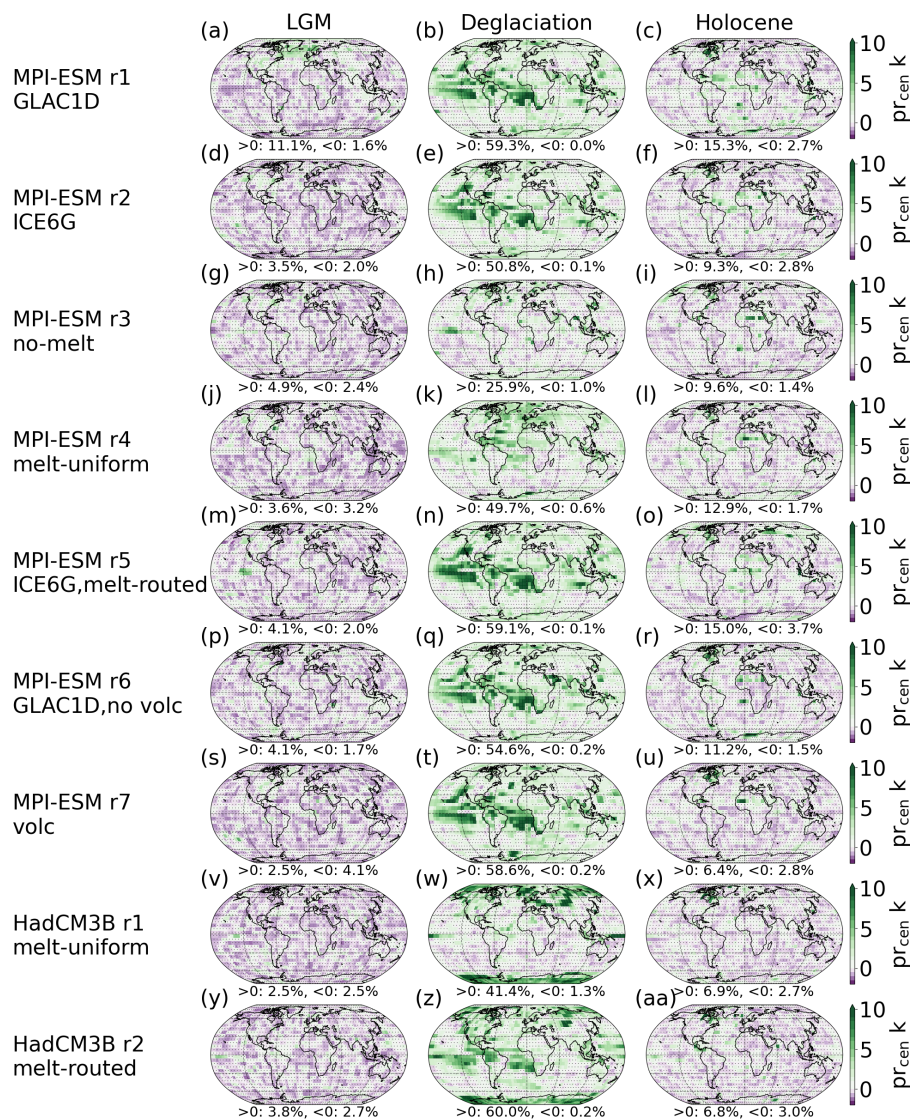 LGM Deglaciation Holocene
(a) (b) (c)
MPI-ESM r1
GLAC1D
10
5
0
pr_cen k
>0: 11.1%, <0: 1.6% >0: 59.3%, <0: 0.0% >0: 15.3%, <0: 2.7%
(d) (e) (f)
MPI-ESM r2
ICE6G
10
5
0
pr_cen k
>0: 3.5%, <0: 2.0% >0: 50.8%, <0: 0.1% >0: 9.3%, <0: 2.8%
(g) (h) (i)
MPI-ESM r3
no-melt
10
5
0
pr_cen k
>0: 4.9%, <0: 2.4% >0: 25.9%, <0: 1.0% >0: 9.6%, <0: 1.4%
(j) (k) (l)
MPI-ESM r4
melt-uniform
10
5
0
pr_cen k
>0: 3.6%, <0: 3.2% >0: 49.7%, <0: 0.6% >0: 12.9%, <0: 1.7%
(m) (n) (o)
MPI-ESM r5
ICE6G,melt-routed
10
5
0
pr_cen k
>0: 4.1%, <0: 2.0% >0: 59.1%, <0: 0.1% >0: 15.0%, <0: 3.7%
(p) (q) (r)
MPI-ESM r6
GLAC1D,no volc
10
5
0
pr_cen k
>0: 4.1%, <0: 1.7% >0: 54.6%, <0: 0.2% >0: 11.2%, <0: 1.5%
(s) (t) (u)
MPI-ESM r7
volc
10
5
0
pr_cen k
>0: 2.5%, <0: 4.1% >0: 58.6%, <0: 0.2% >0: 6.4%, <0: 2.8%
(v) (w) (x)
HadCM3B r1
melt-uniform
10
5
0
pr_cen k
>0: 2.5%, <0: 2.5% >0: 41.4%, <0: 1.3% >0: 6.9%, <0: 2.7%
(y) (z) (aa)
HadCM3B r2
melt-routed
10
5
0
pr_cen k
>0: 3.8%, <0: 2.7% >0: 60.0%, <0: 0.2% >0: 6.8%, <0: 3.0%